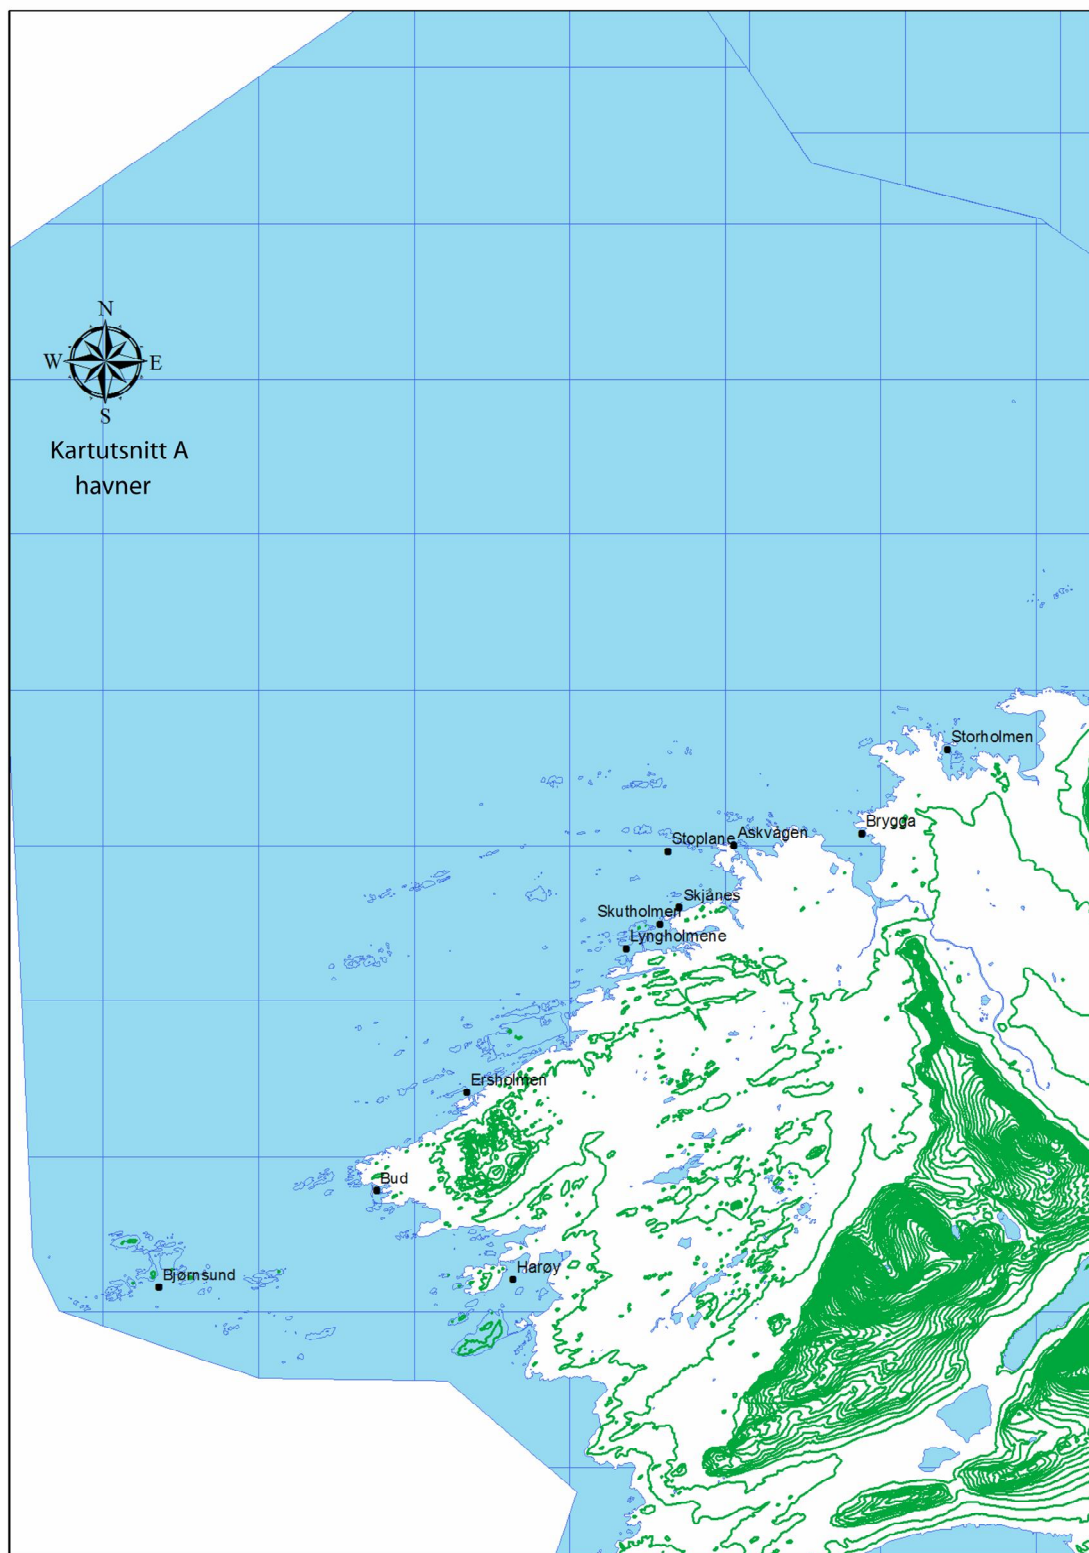 N
W E
S
Kartutsnitt A
havner
Storholmen
Brygga
Askvågen
Stoplane
Skjånes
Skutholmen
Lyngholmene
Ersholmen
Bud
Harøy
Bjørnsund